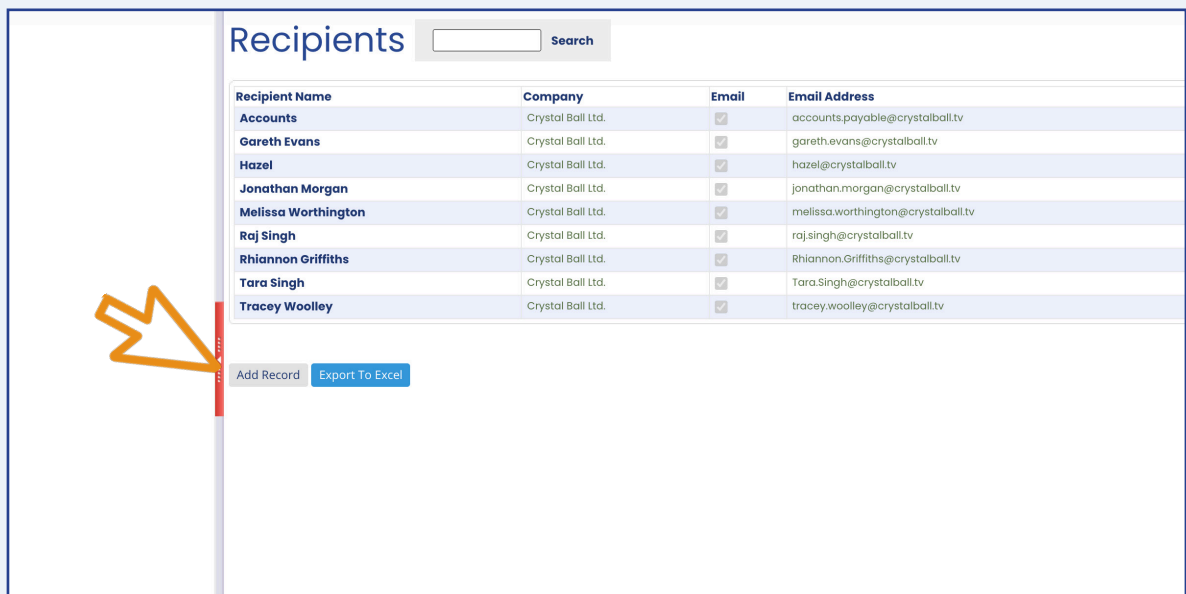 Recipients Search
Recipient Name Company Email Email Address
Accounts Crystal Ball Ltd. accounts.payable@crystalball.tv
Gareth Evans Crystal Ball Ltd. gareth.evans@crystalball.tv
Hazel Crystal Ball Ltd. hazel@crystalball.tv
Jonathan Morgan Crystal Ball Ltd. jonathan.morgan@crystalball.tv
Melissa Worthington Crystal Ball Ltd. melissa.worthington@crystalball.tv
Raj Singh Crystal Ball Ltd. raj.singh@crystalball.tv
Rhiannon Griffiths Crystal Ball Ltd. Rhiannon.Griffiths@crystalball.tv
Tara Singh Crystal Ball Ltd. Tara.Singh@crystalball.tv
Tracey Woolley Crystal Ball Ltd. tracey.woolley@crystalball.tv
Add Record Export To Excel